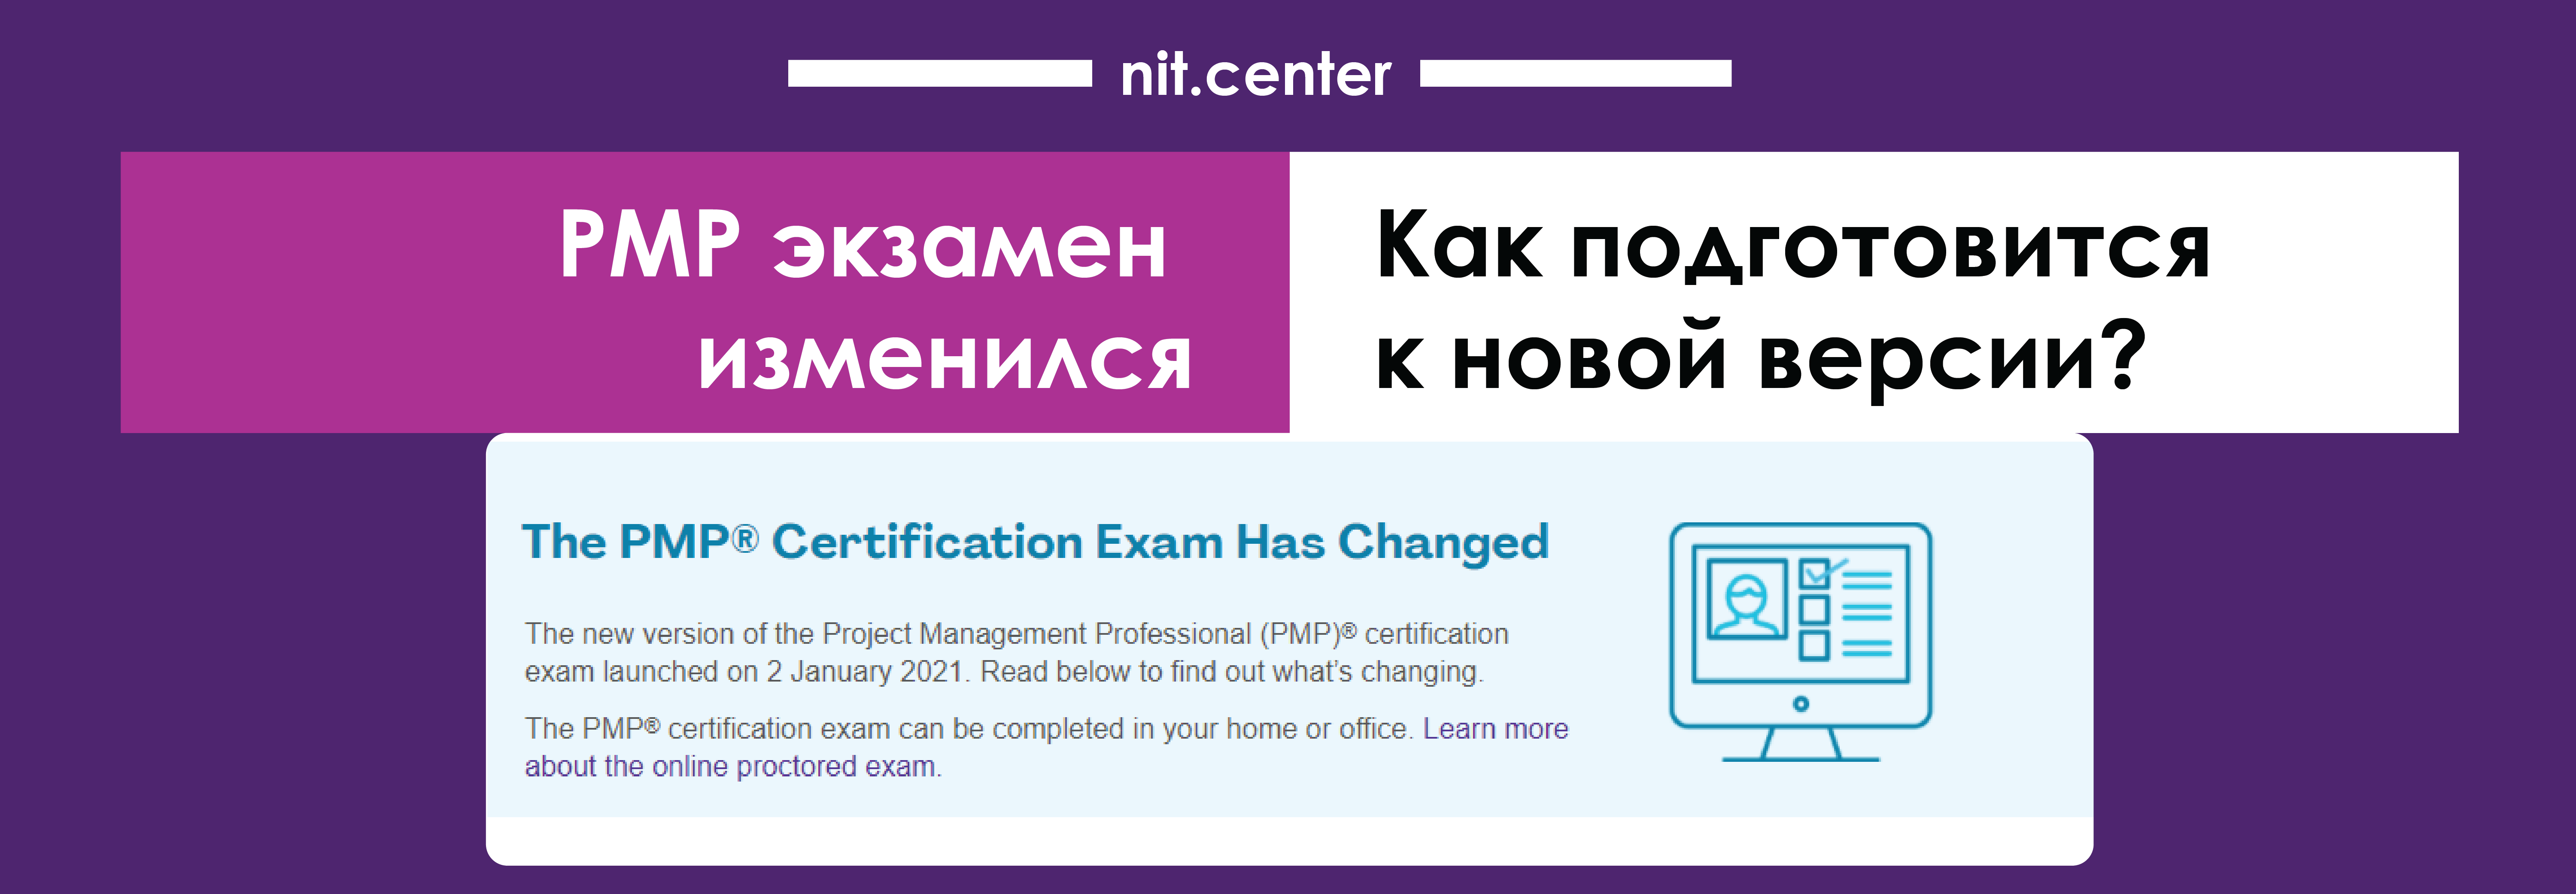 nit.center
PMP экзамен
изменился
Как подготовится
к новой версии?
The PMP® Certification Exam Has Changed
The new version of the Project Management Professional (PMP)® certification
exam launched on 2 January 2021. Read below to find out what’s changing.
The PMP® certification exam can be completed in your home or office. Learn more
about the online proctored exam.